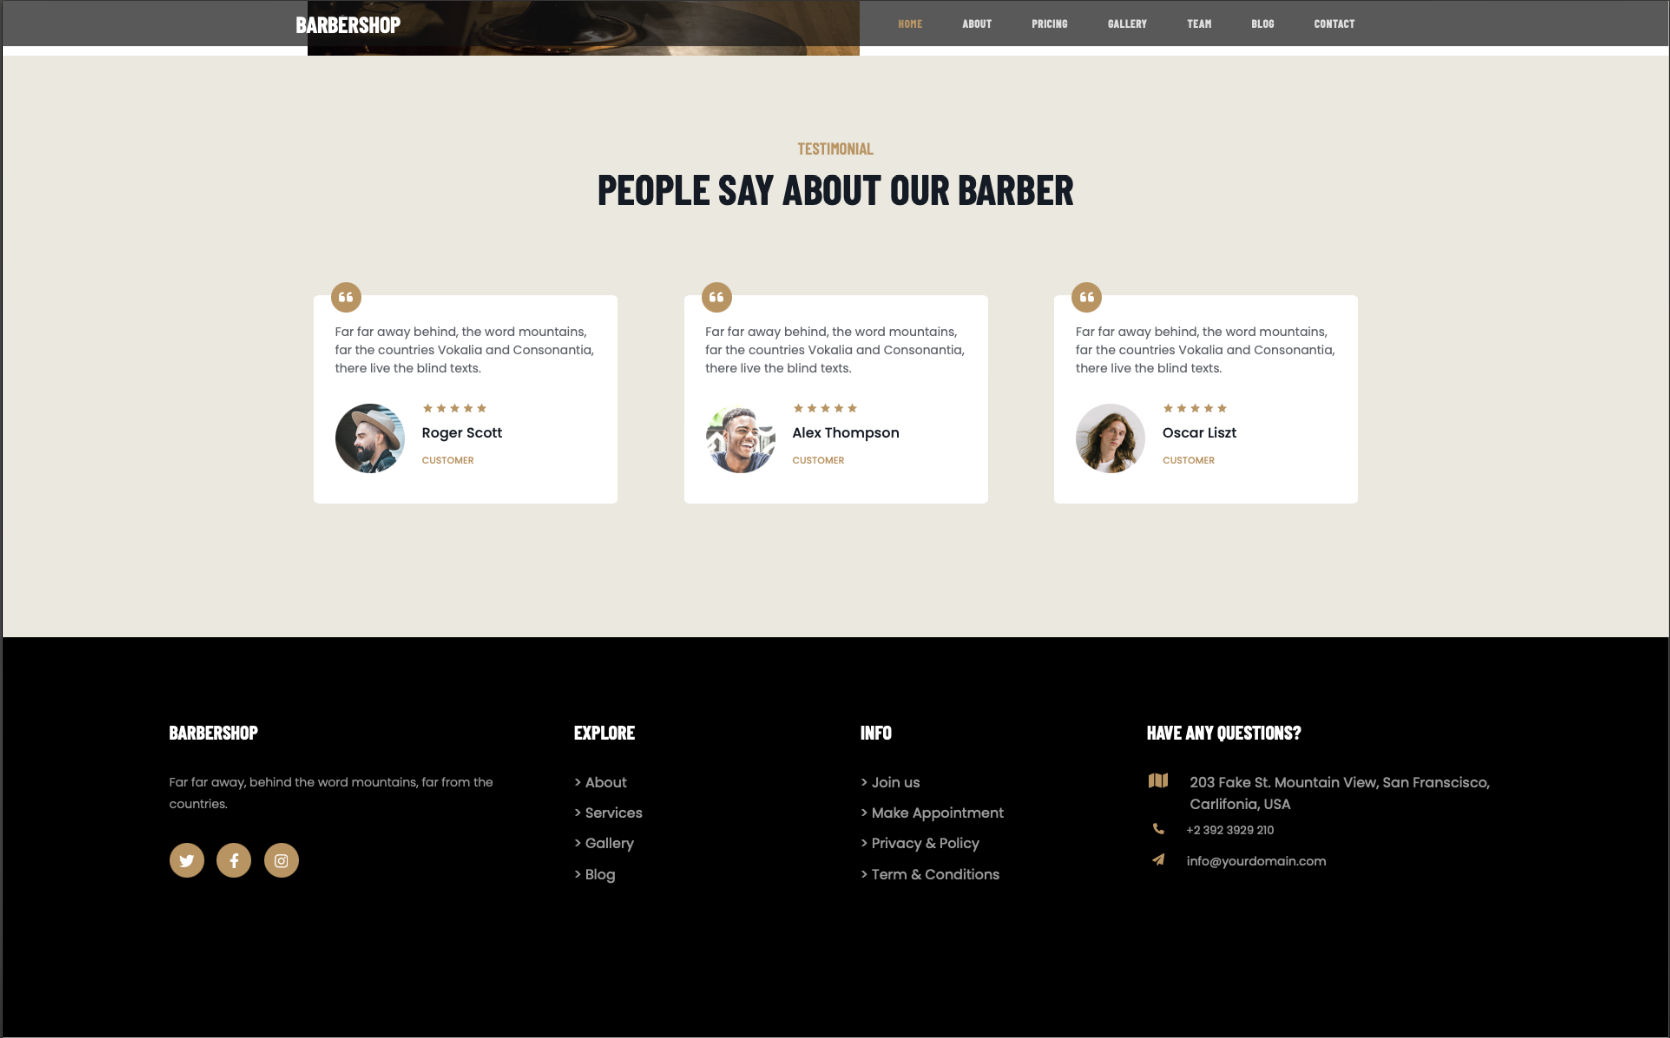 BARBERSHOP
HOME ABOUT PRICING GALLERY TEAM BLOG CONTACT
TESTIMONIAL
PEOPLE SAY ABOUT OUR BARBER
Far far away behind, the word mountains,
far the countries Vokalia and Consonantia,
there live the blind texts.
Roger Scott
CUSTOMER
Far far away behind, the word mountains,
far the countries Vokalia and Consonantia,
there live the blind texts.
Alex Thompson
CUSTOMER
Far far away behind, the word mountains,
far the countries Vokalia and Consonantia,
there live the blind texts.
Oscar Liszt
CUSTOMER
BARBERSHOP
Far far away, behind the word mountains, far from the
countries.
EXPLORE
> About
> Services
> Gallery
> Blog
INFO
> Join us
> Make Appointment
> Privacy & Policy
> Term & Conditions
HAVE ANY QUESTIONS?
203 Fake St. Mountain View, San Franscisco,
Carlifonia, USA
+2 392 3929 210
info@yourdomain.com